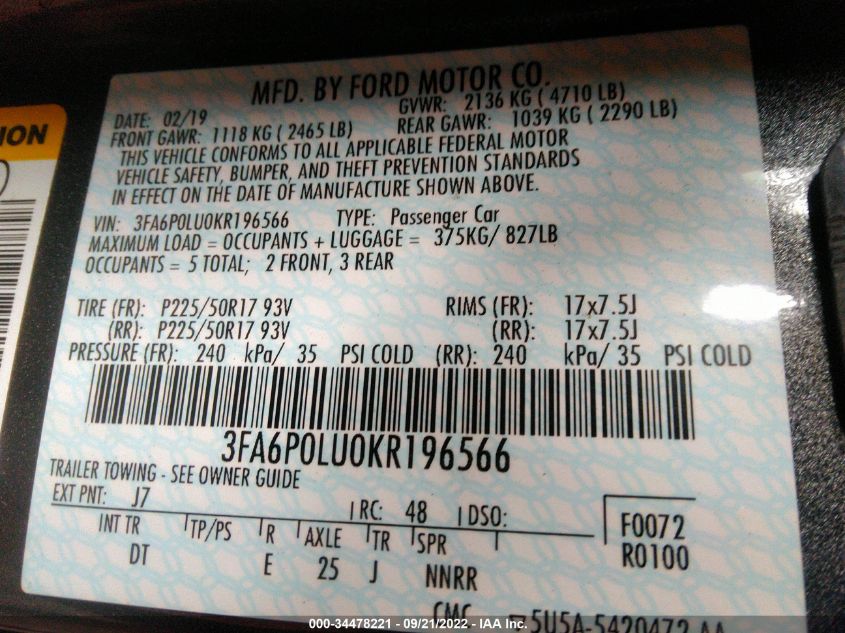 MFD. BY FORD MOTOR CO.
DATE: 02/19 GVWR: 2136 KG ( 4710 LB)
FRONT GAWR: 1118 KG ( 2465 LB) REAR GAWR: 1039 KG ( 2290 LB)
THIS VEHICLE CONFORMS TO ALL APPLICABLE FEDERAL MOTOR
VEHICLE SAFETY, BUMPER, AND THEFT PREVENTION STANDARDS
IN EFFECT ON THE DATE OF MANUFACTURE SHOWN ABOVE.
VIN: 3FA6P0LU0KR196566 TYPE: Passenger Car
MAXIMUM LOAD = OCCUPANTS + LUGGAGE = 375KG/ 827LB
OCCUPANTS = 5 TOTAL; 2 FRONT, 3 REAR
TIRE (FR): P225/50R17 93V RIMS (FR): 17x7.5J
(RR): P225/50R17 93V (RR): 17x7.5J
PRESSURE (FR): 240 kPa/ 35 PSI COLD (RR): 240 kPa/ 35 PSI COLD
3FA6P0LU0KR196566
TRAILER TOWING - SEE OWNER GUIDE
EXT PNT: J7 RC: 48 DSO:
INT TR TP/PS R AXLE TR SPR F0072
DT E 25 J NNRR R0100
CMC 5U5A-5420472 AA
ION
000-34478221 - 09/21/2022 - IAA Inc.